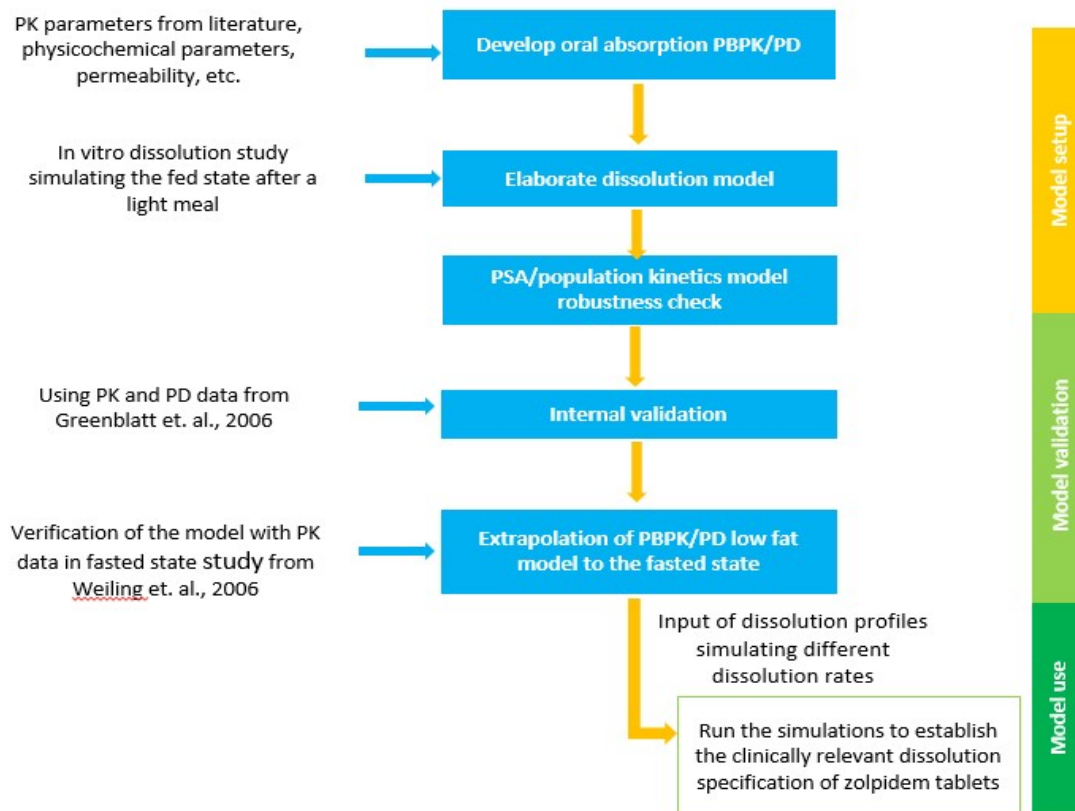 PK parameters from literature,
physicochemical parameters,
permeability, etc.
Develop oral absorption PBPK/PD
In vitro dissolution study
simulating the fed state after a
light meal
Elaborate dissolution model
PSA/population kinetics model
robustness check
Model setup
Using PK and PD data from
Greenblatt et. al., 2006
Internal validation
Verification of the model with PK
data in fasted state study from
Weiling et. al., 2006
Extrapolation of PBPK/PD low fat
model to the fasted state
Model validation
Input of dissolution profiles
simulating different
dissolution rates
Run the simulations to establish
the clinically relevant dissolution
specification of zolpidem tablets
Model use